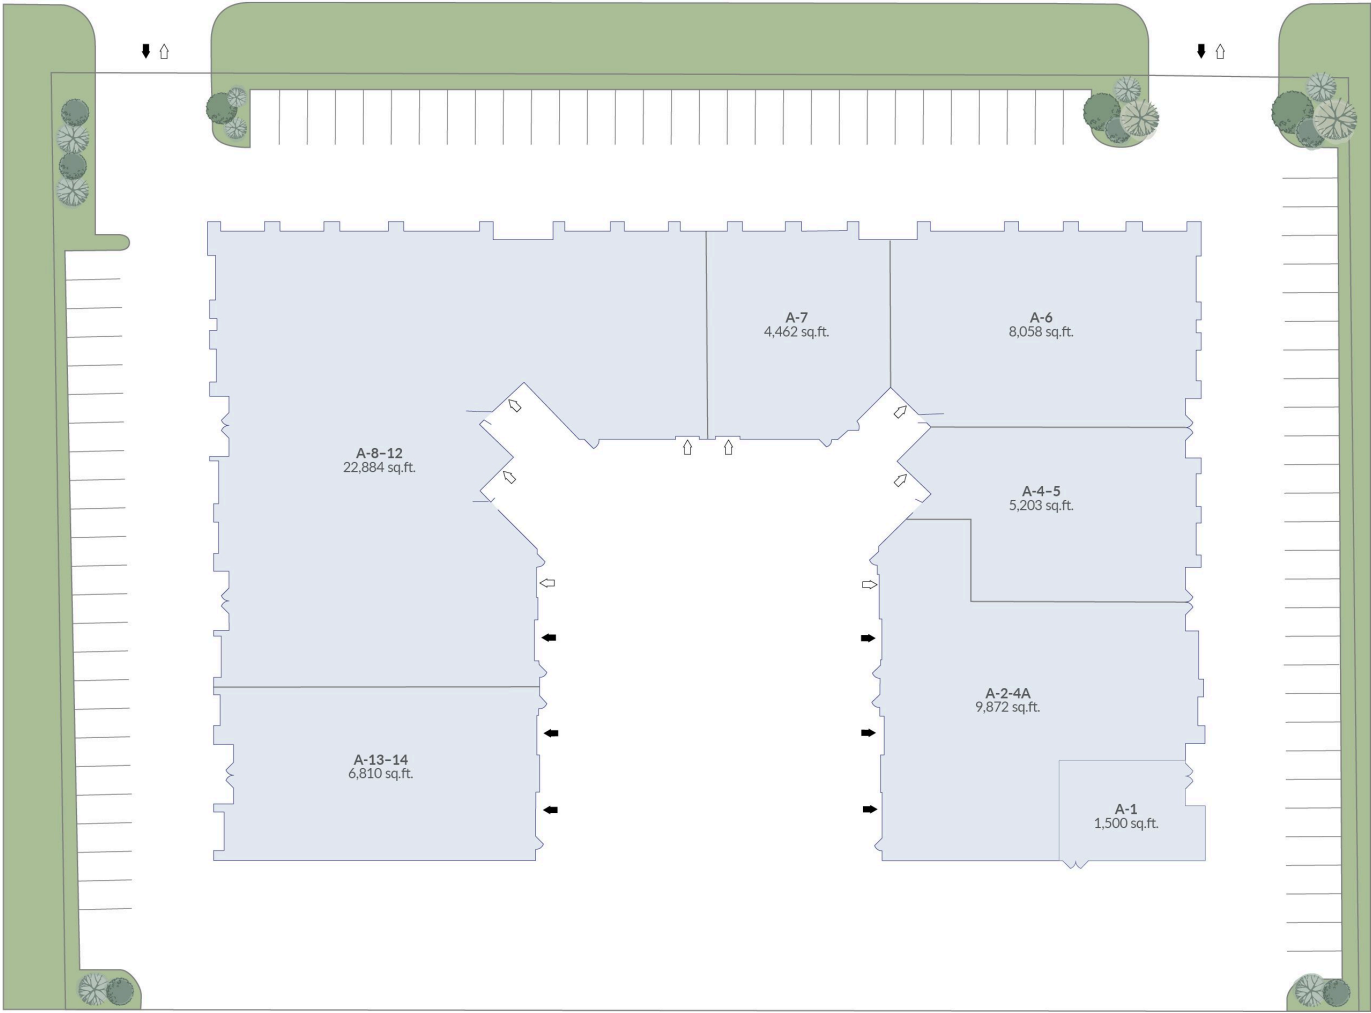 A-7
4,462 sq.ft.
A-6
8,058 sq.ft.
A-8–12
22,884 sq.ft.
A-4–5
5,203 sq.ft.
A-2-4A
9,872 sq.ft.
A-13–14
6,810 sq.ft.
A-1
1,500 sq.ft.